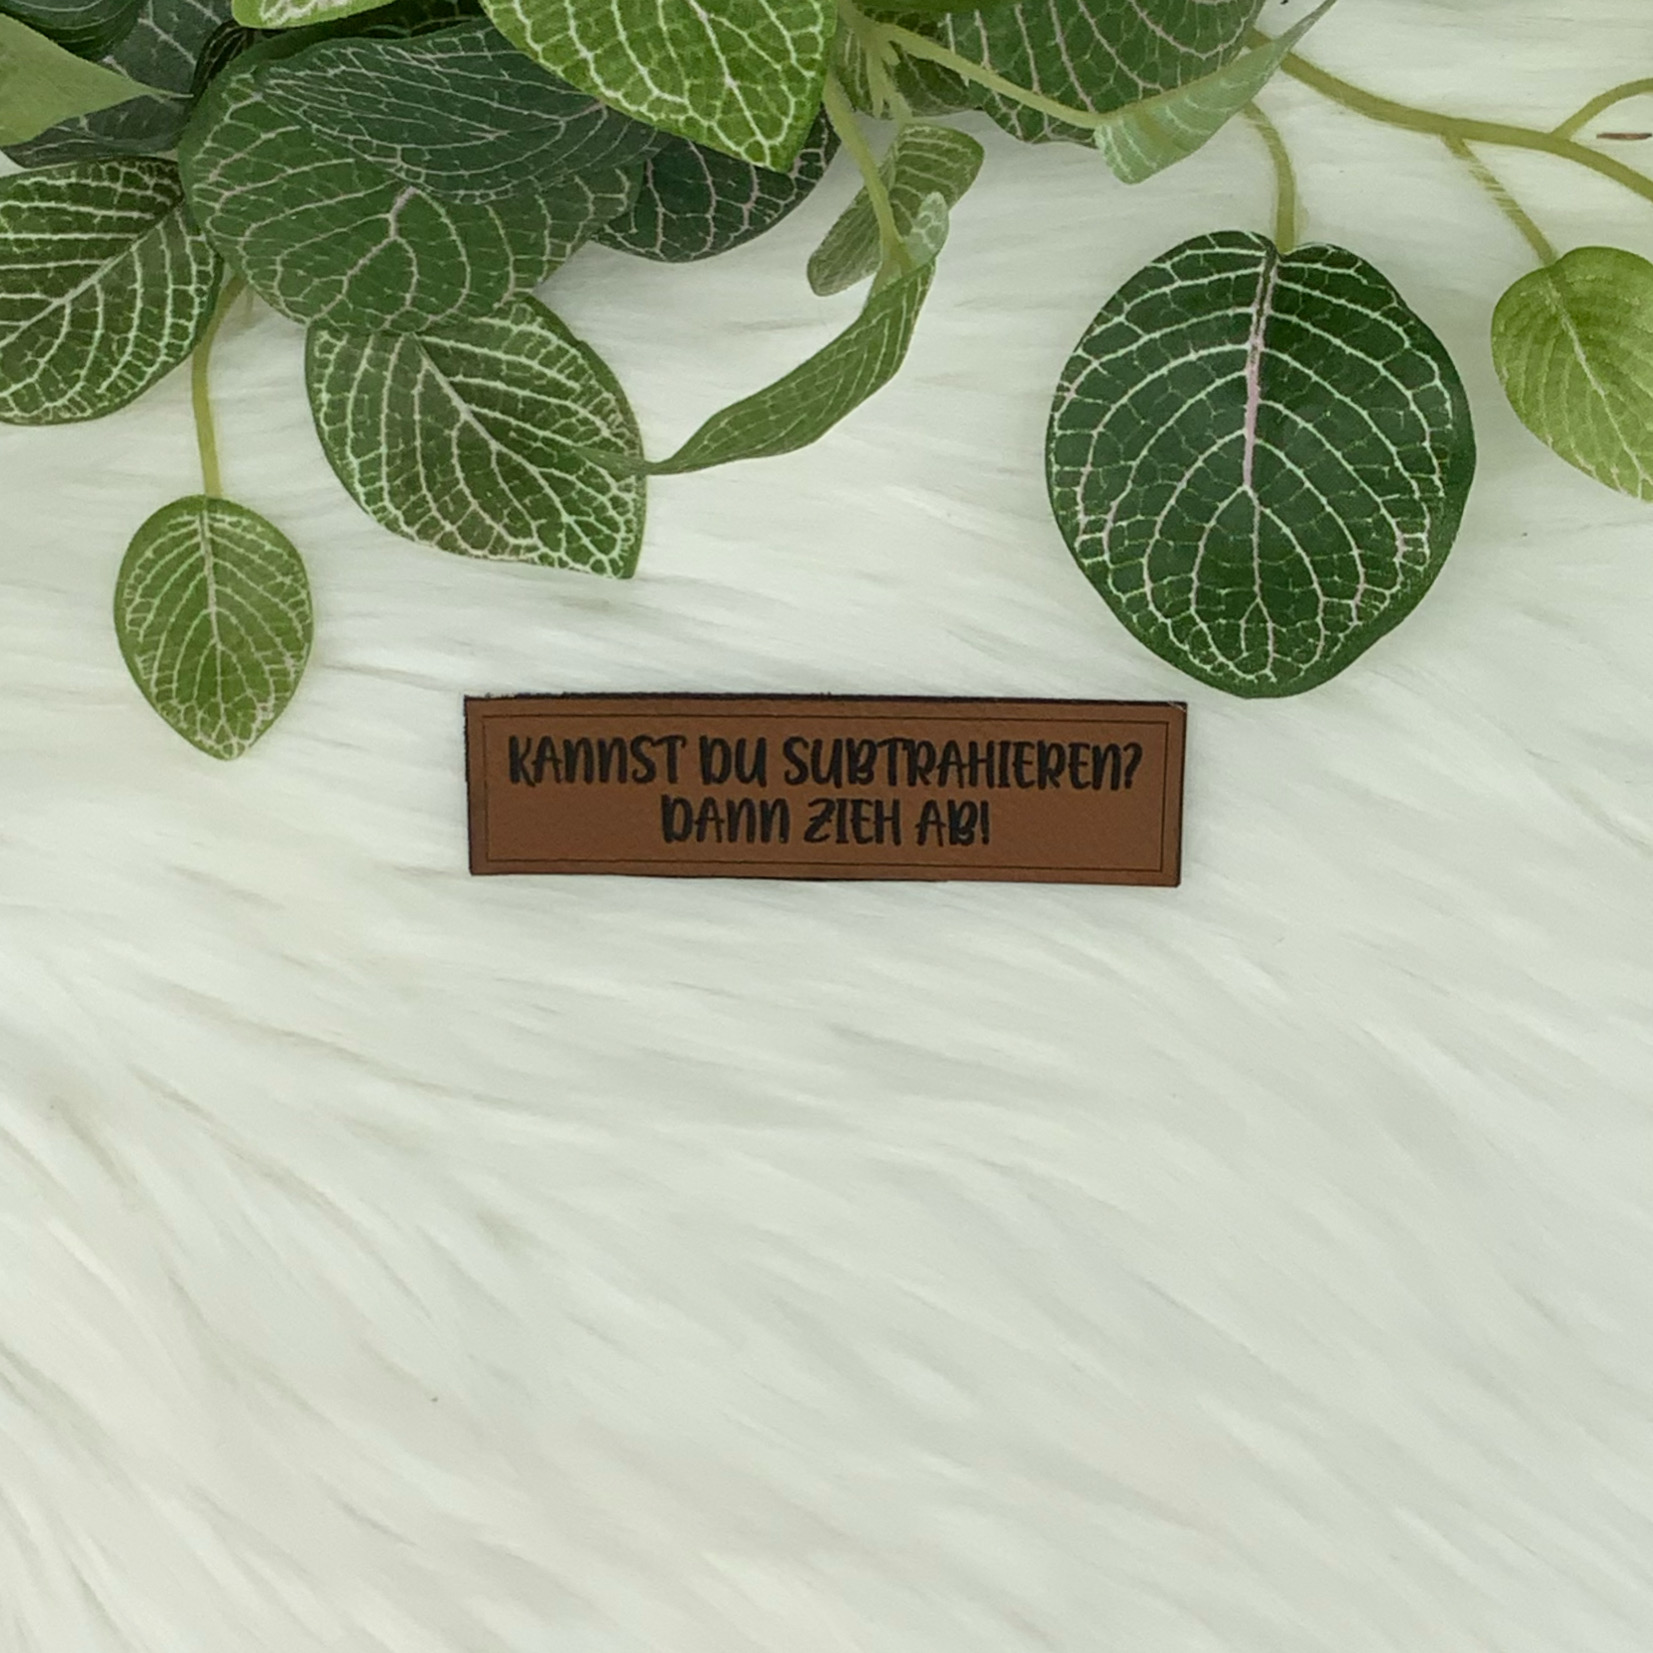 KANNST DU SUBTRAHIEREN?
DANN ZIEH AB!